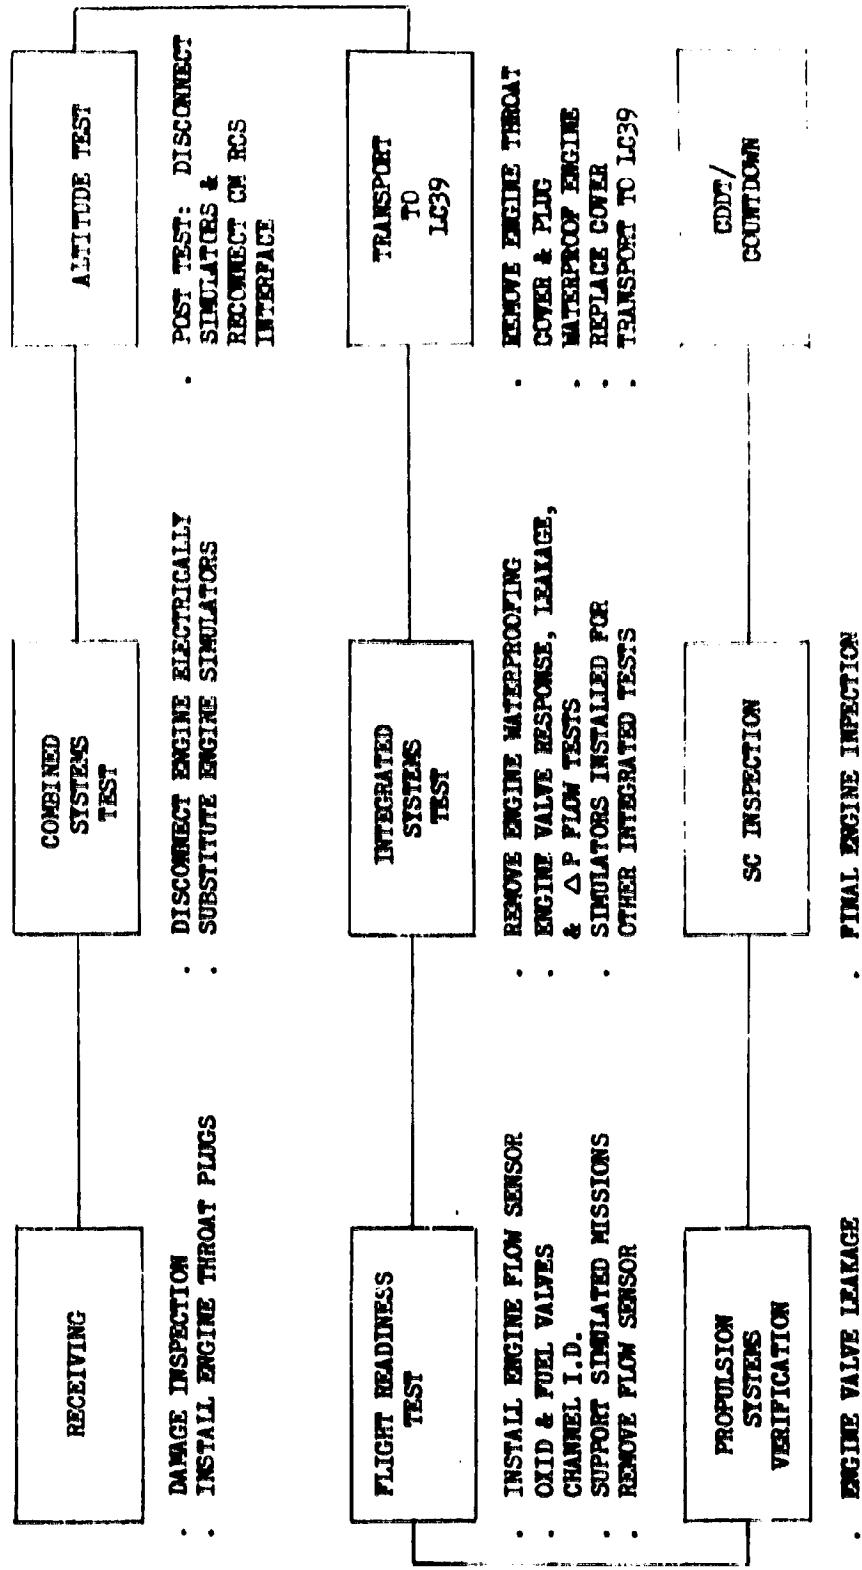 RECEIVING
· DAMAGE INSPECTION
· INSTALL ENGINE THROAT PLUGS
COMBINED
SYSTEMS
TEST
· DISCONNECT ENGINE ELECTRICALLY
· SUBSTITUTE ENGINE SIMULATORS
ALTITUDE TEST
· POST TEST: DISCONNECT
SIMULATORS &
RECONNECT CM RCS
INTERFACE
FLIGHT READINESS
TEST
· INSTALL ENGINE FLOW SENSOR
· OXID & FUEL VALVES
CHANNEL I.D.
· SUPPORT SIMULATED MISSIONS
· REMOVE FLOW SENSOR
INTEGRATED
SYSTEMS
TEST
· REMOVE ENGINE WATERPROOFING
· ENGINE VALVE RESPONSE, LEAKAGE,
& △P FLOW TESTS
· SIMULATORS INSTALLED FOR
OTHER INTEGRATED TESTS
TRANSPORT
TO
LC39
· REMOVE ENGINE THROAT
COVER & PLUG
· WATERPROOF ENGINE
· REPLACE COVER
· TRANSPORT TO LC39
PROPULSION
SYSTEMS
VERIFICATION
· ENGINE VALVE LEAKAGE
SC INSPECTION
· FINAL ENGINE INPECTION
CDDT/
COUNTDOWN